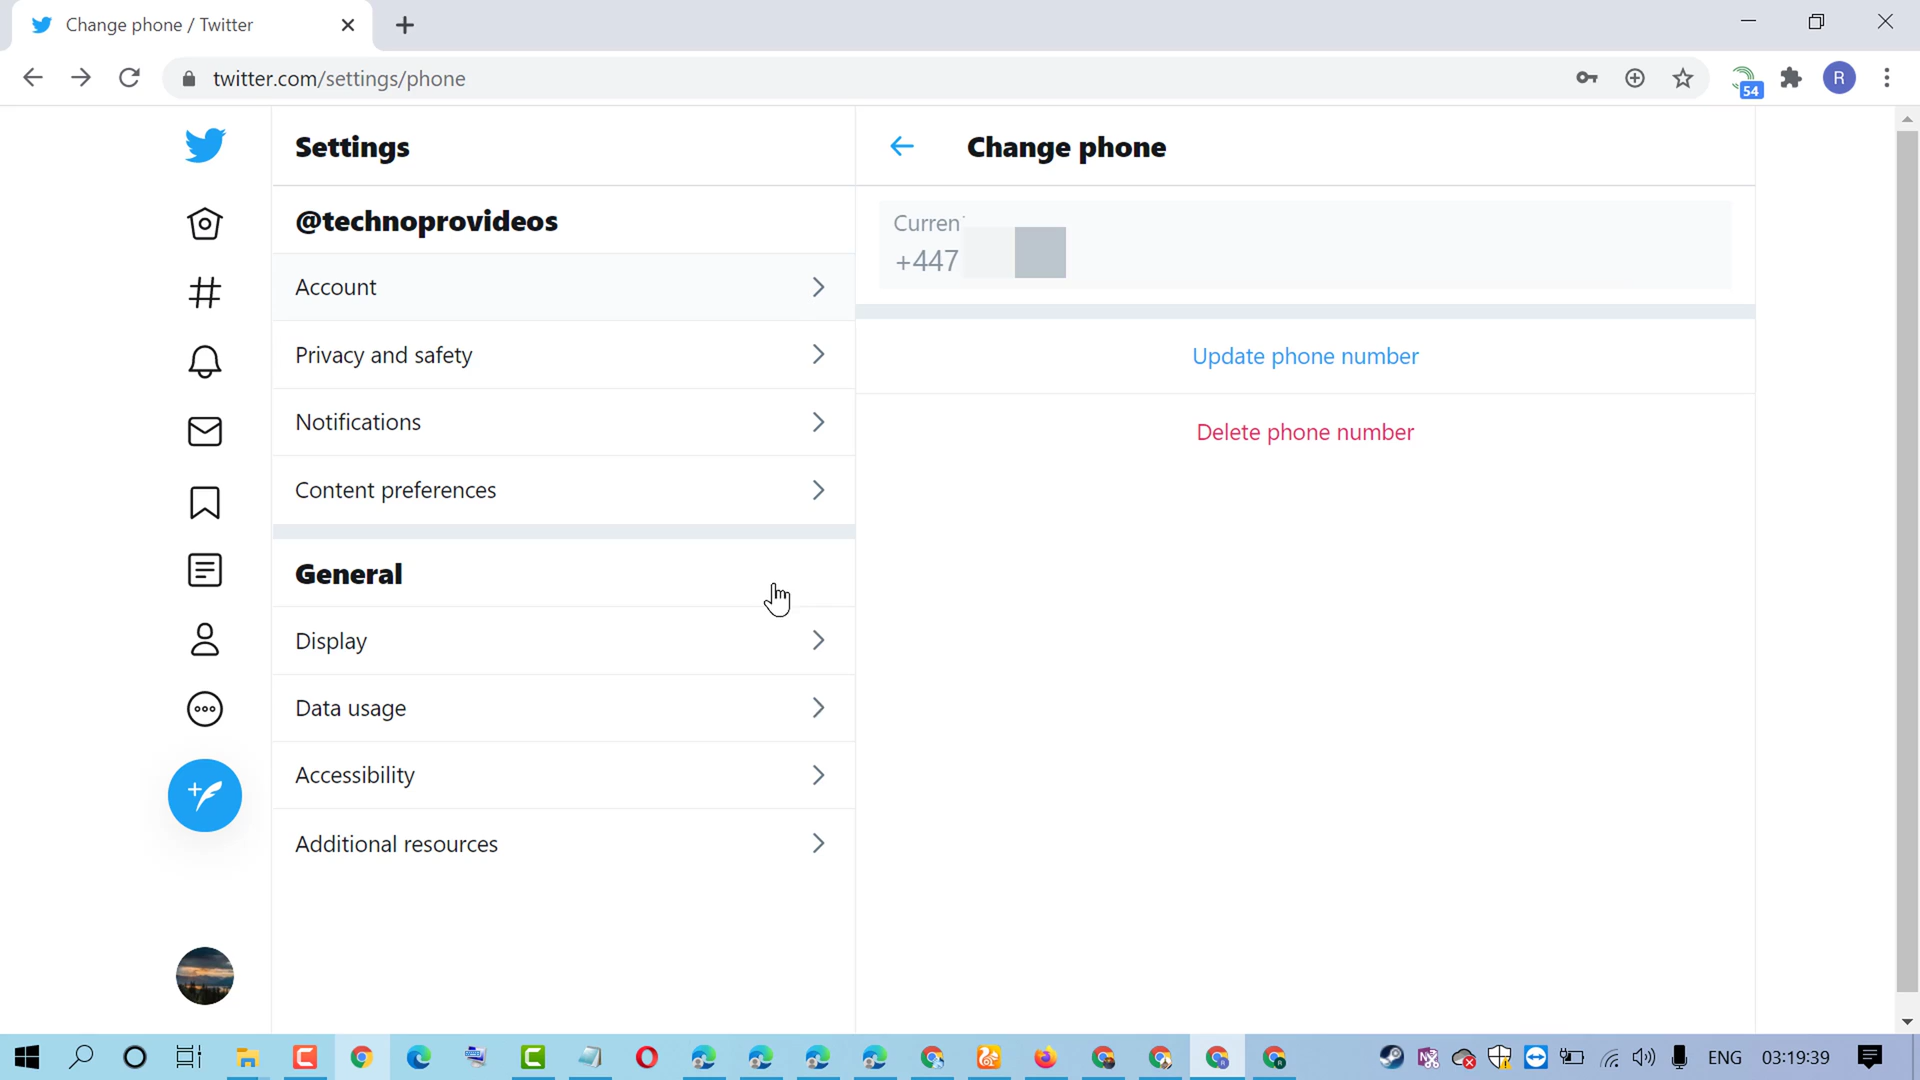 Change phone / Twitter
twitter.com/settings/phone
54
R
Settings
@technoprovideos
Account
Privacy and safety
Notifications
Content preferences
General
Display
Data usage
Accessibility
Additional resources
Change phone
Curren
+447
Update phone number
Delete phone number
ENG
03:19:39